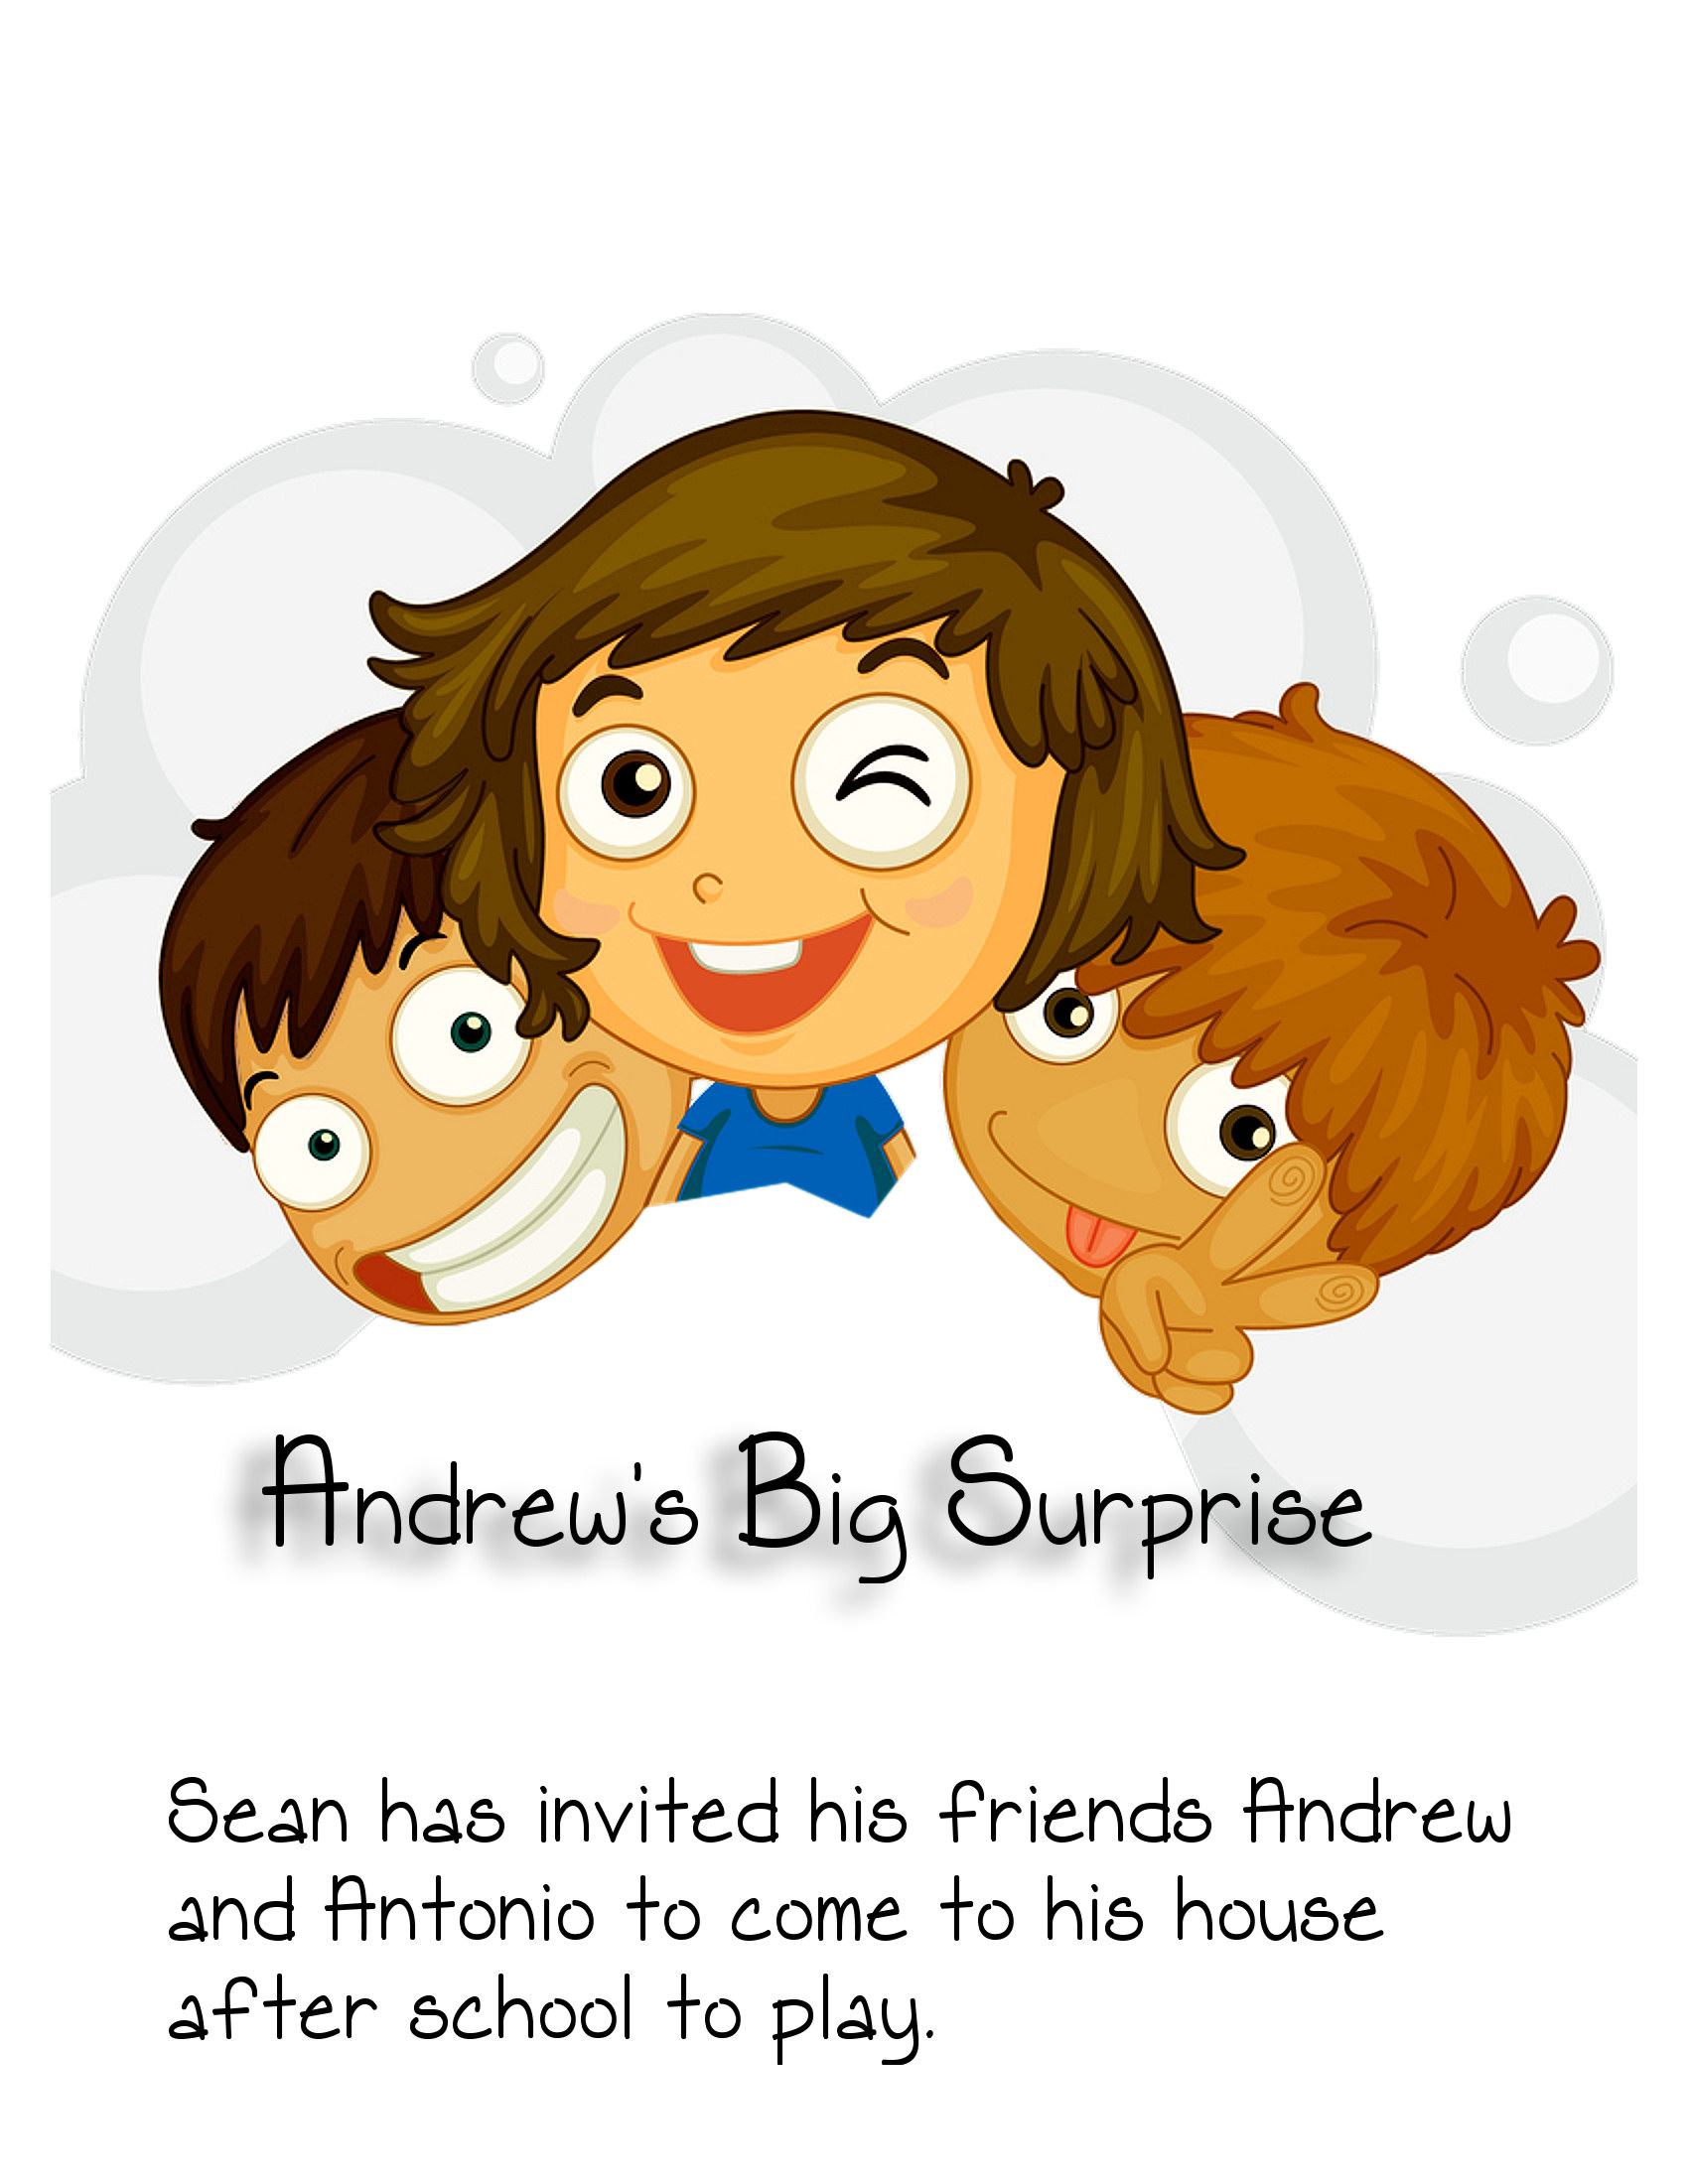 Andrew's Big Surprise
Sean has invited his friends Andrew
and Antonio to come to his house
after school to play.